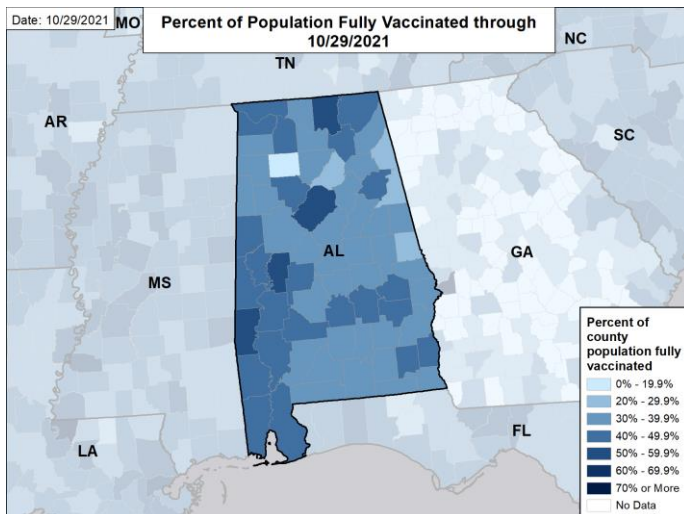 Date: 10/29/2021
Percent of Population Fully Vaccinated through
10/29/2021
MO
NC
TN
AR
SC
AL
GA
MS
Percent of
county
population fully
vaccinated
0% - 19.9%
20% - 29.9%
30% - 39.9%
40% - 49.9%
50% - 59.9%
60% - 69.9%
70% or More
No Data
FL
LA